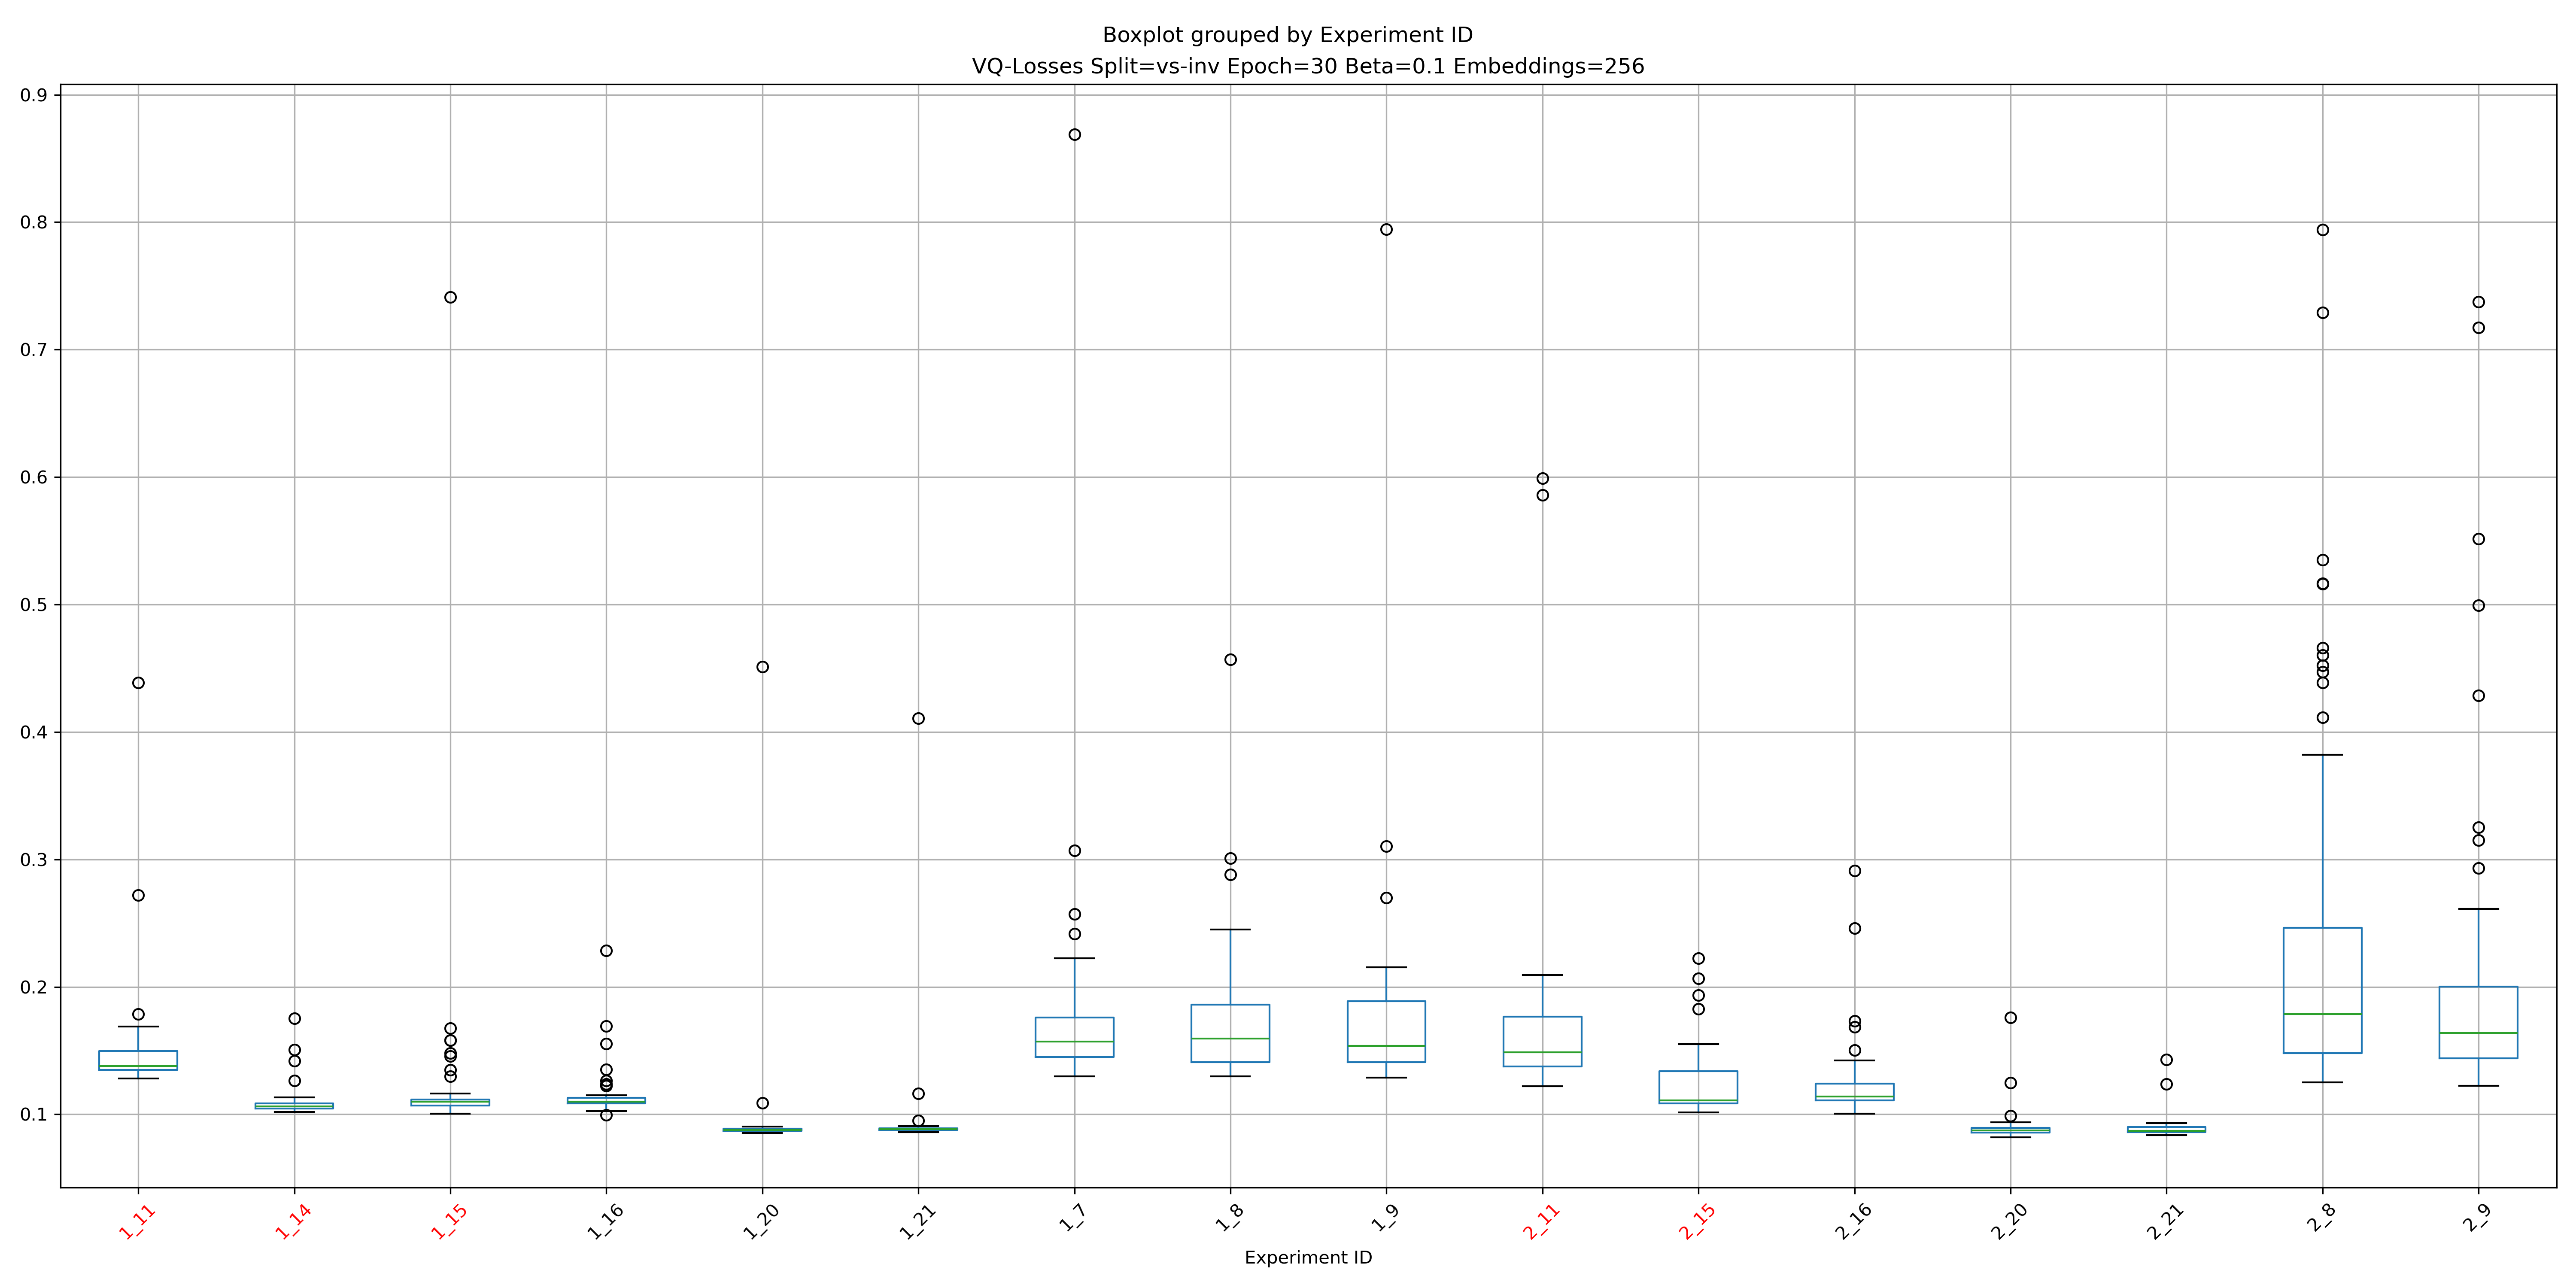 Boxplot grouped by Experiment ID
VQ-Losses Split=vs-inv Epoch=30 Beta=0.1 Embeddings=256
0.9
0.8
0.7
0.6
0.5
0.4
0.3
0.2
0.1
1_11 1_14 1_15 1_16 1_20 1_21 1_7 1_8 1_9 2_11 2_15 2_16 2_20 2_21 2_8 2_9
Experiment ID